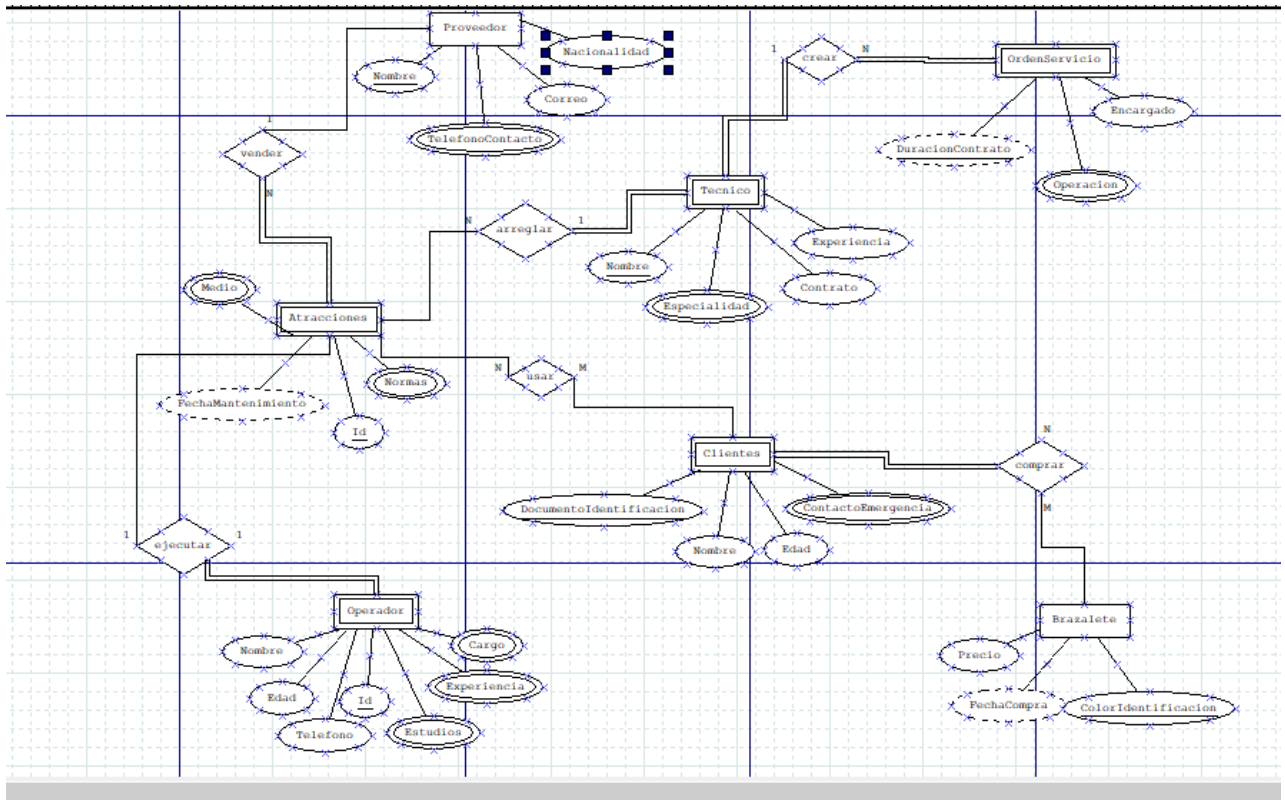 Proveedor
Nacionalidad
Nombre
Correo
TelefonoContacto
1
crear
N
OrdenServicio
Encargado
DuracionContrato
Operacion
1
vender
N
Tecnico
N
arreglar
1
Experiencia
Nombre
Contrato
Especialidad
Medio
Atracciones
FechaMantenimiento
Normas
Id
N
usar
M
Clientes
N
comprar
M
DocumentoIdentificacion
ContactoEmergencia
Nombre
Edad
1
ejecutar
1
Operador
Nombre
Cargo
Edad
Id
Experiencia
Telefono
Estudios
Brazalete
Precio
FechaCompra
ColorIdentificacion